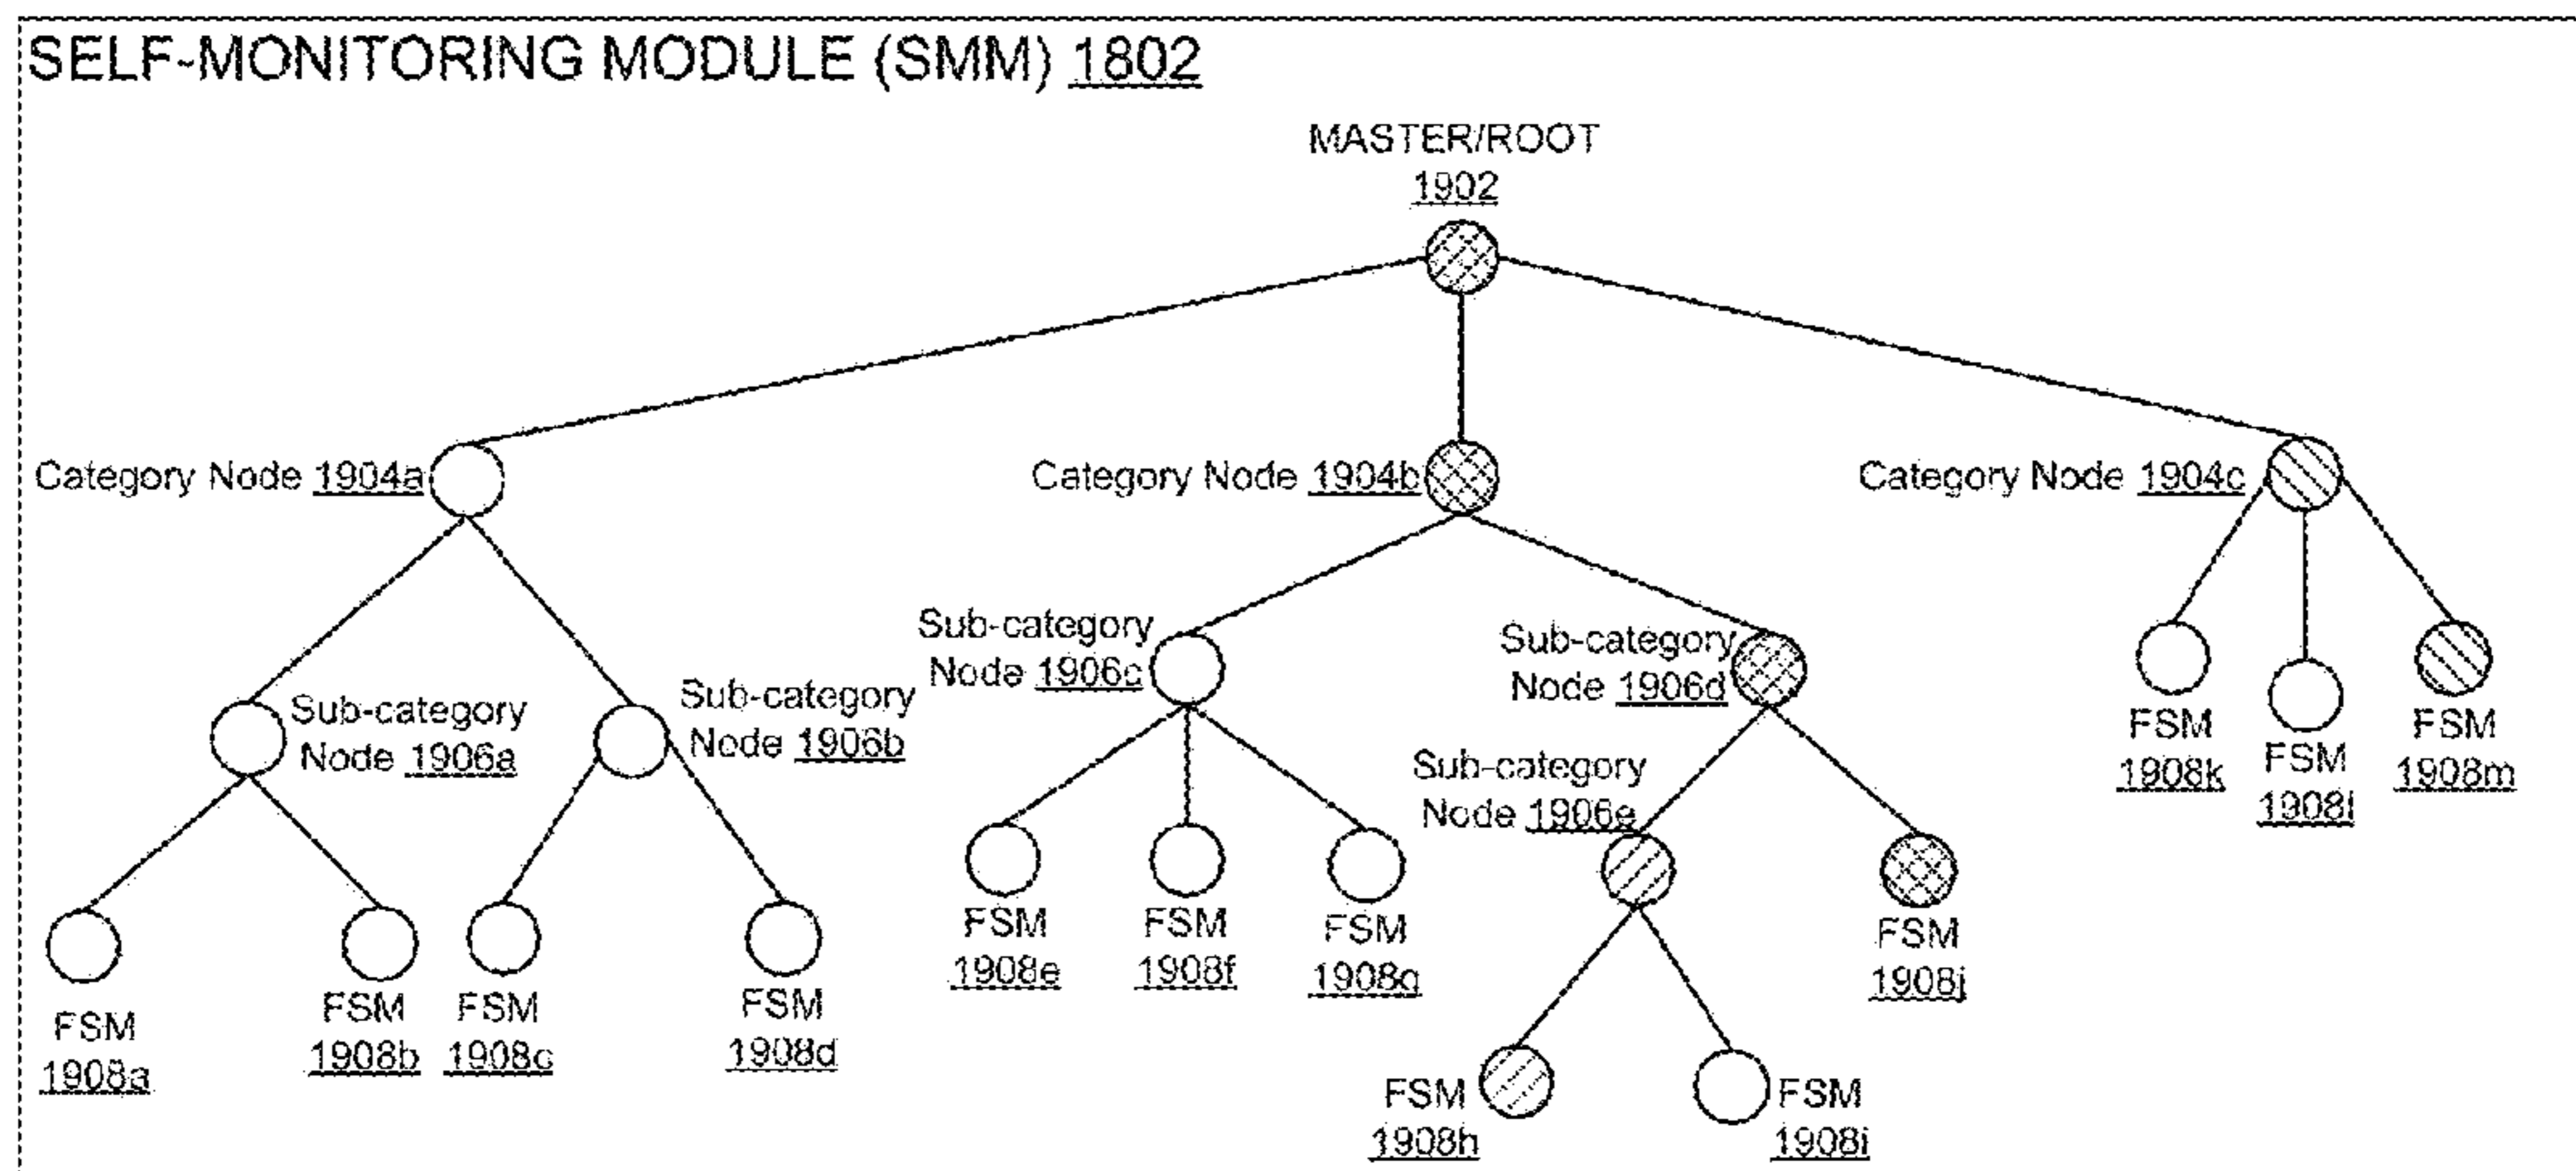 SELF-MONITORING MODULE (SMM) 1802
MASTER/ROOT
1902
Category Node 1904a
Category Node 1904b
Category Node 1904c
Sub-category
Node 1906a
Sub-category
Node 1906b
Sub-category
Node 1906c
Sub-category
Node 1906d
Sub-category
Node 1906e
FSM
1908a
FSM
1908b
FSM
1908c
FSM
1908d
FSM
1908e
FSM
1908f
FSM
1908g
FSM
1908h
FSM
1908i
FSM
1908j
FSM
1908k
FSM
1908l
FSM
1908m